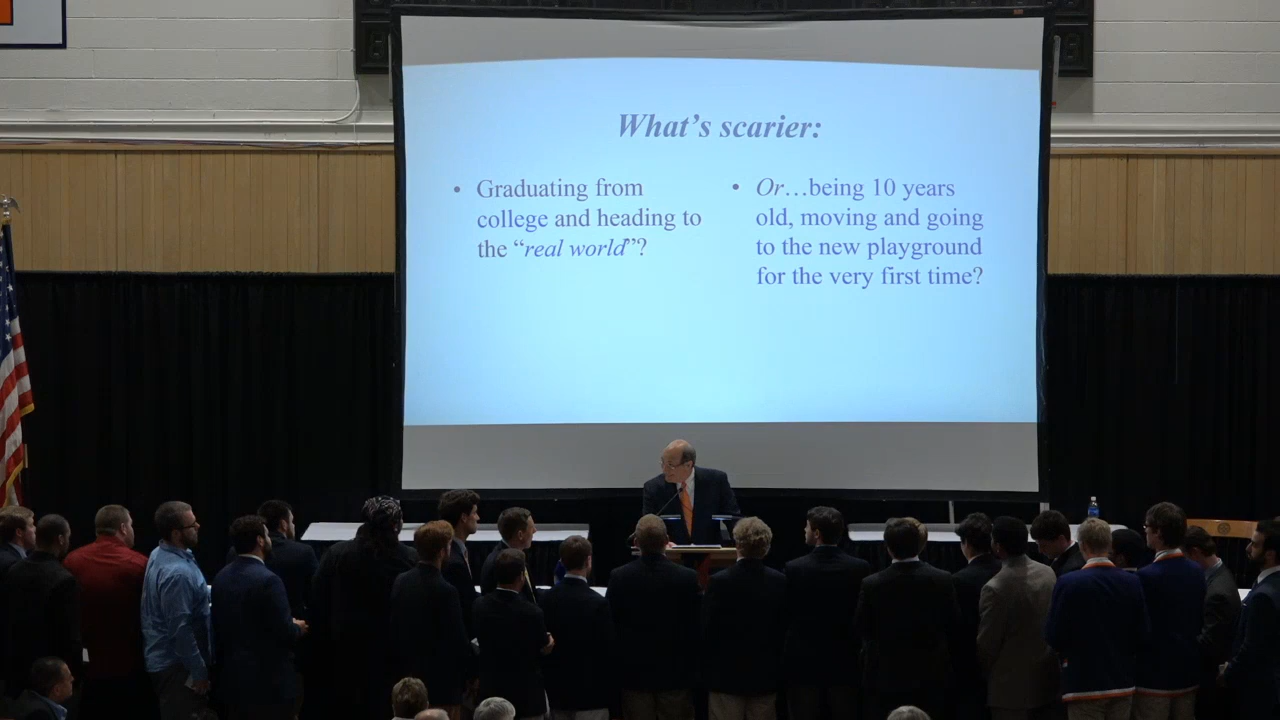 What's scarier:
• Graduating from
college and heading to
the “real world”?
• Or…being 10 years
old, moving and going
to the new playground
for the very first time?